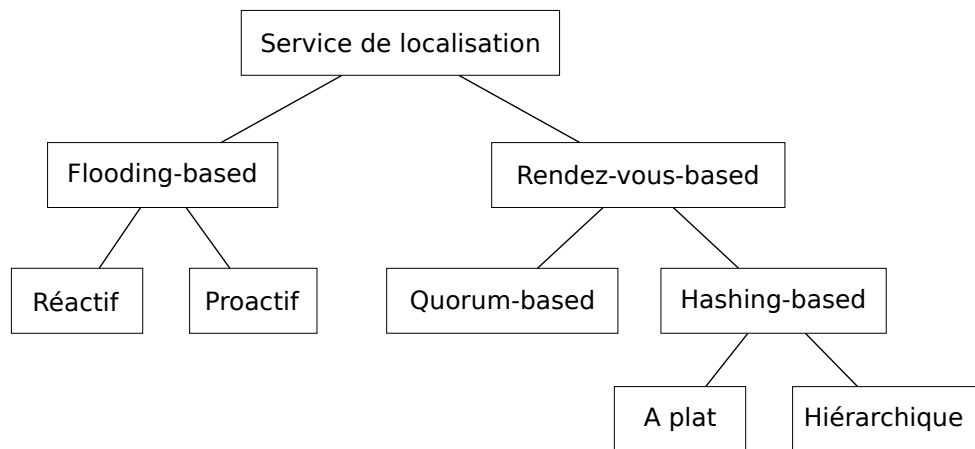 Service de localisation
Flooding-based
Rendez-vous-based
Réactif
Proactif
Quorum-based
Hashing-based
A plat
Hiérarchique